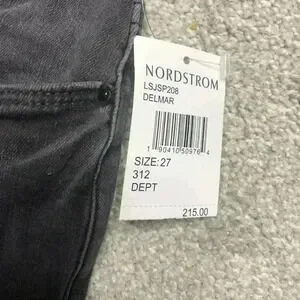 NORDSTROM
LSJSP208
DELMAR
1 90410 50976 4
SIZE: 27
312
DEPT
215.00